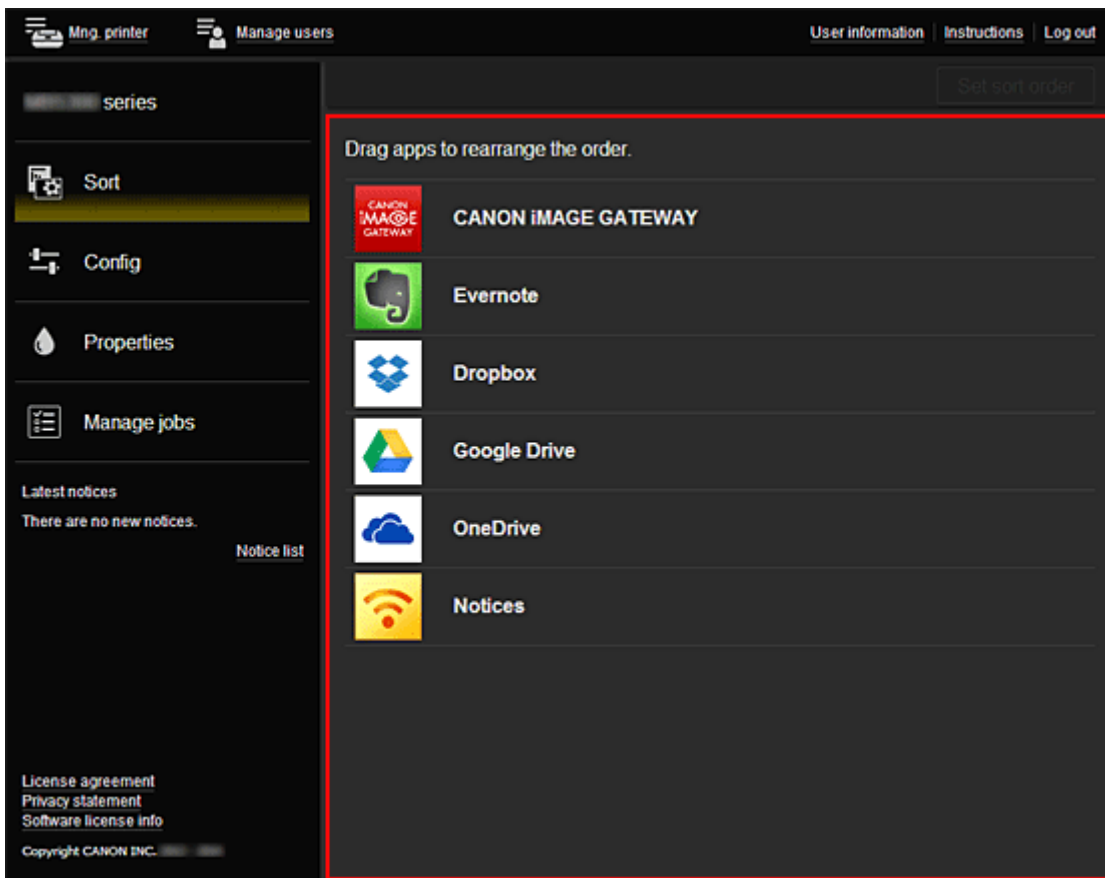 Mng. printer
Manage users
User information
Instructions
Log out
series
Set sort order
Sort
Config
Properties
Manage jobs
Latest notices
There are no new notices.
Notice list
License agreement
Privacy statement
Software license info
Copyright CANON INC.
Drag apps to rearrange the order.
CANON
iMAGE
GATEWAY
CANON iMAGE GATEWAY
Evernote
Dropbox
Google Drive
OneDrive
Notices